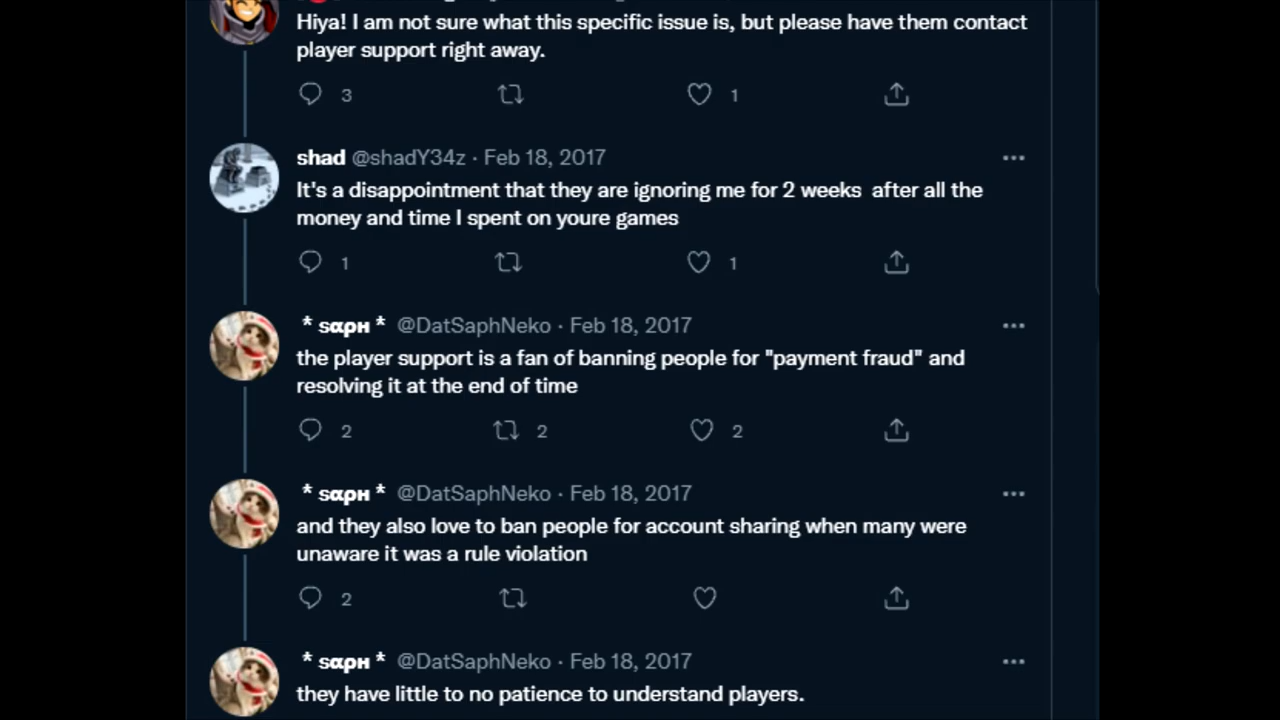 Hiya! I am not sure what this specific issue is, but please have them contact
player support right away.
3 1
shad @shadY34z · Feb 18, 2017
It's a disappointment that they are ignoring me for 2 weeks after all the
money and time I spent on youre games
1 1
* sαρн * @DatSaphNeko · Feb 18, 2017
the player support is a fan of banning people for "payment fraud" and
resolving it at the end of time
2 2 2
* sαρн * @DatSaphNeko · Feb 18, 2017
and they also love to ban people for account sharing when many were
unaware it was a rule violation
2
* sαρн * @DatSaphNeko · Feb 18, 2017
they have little to no patience to understand players.